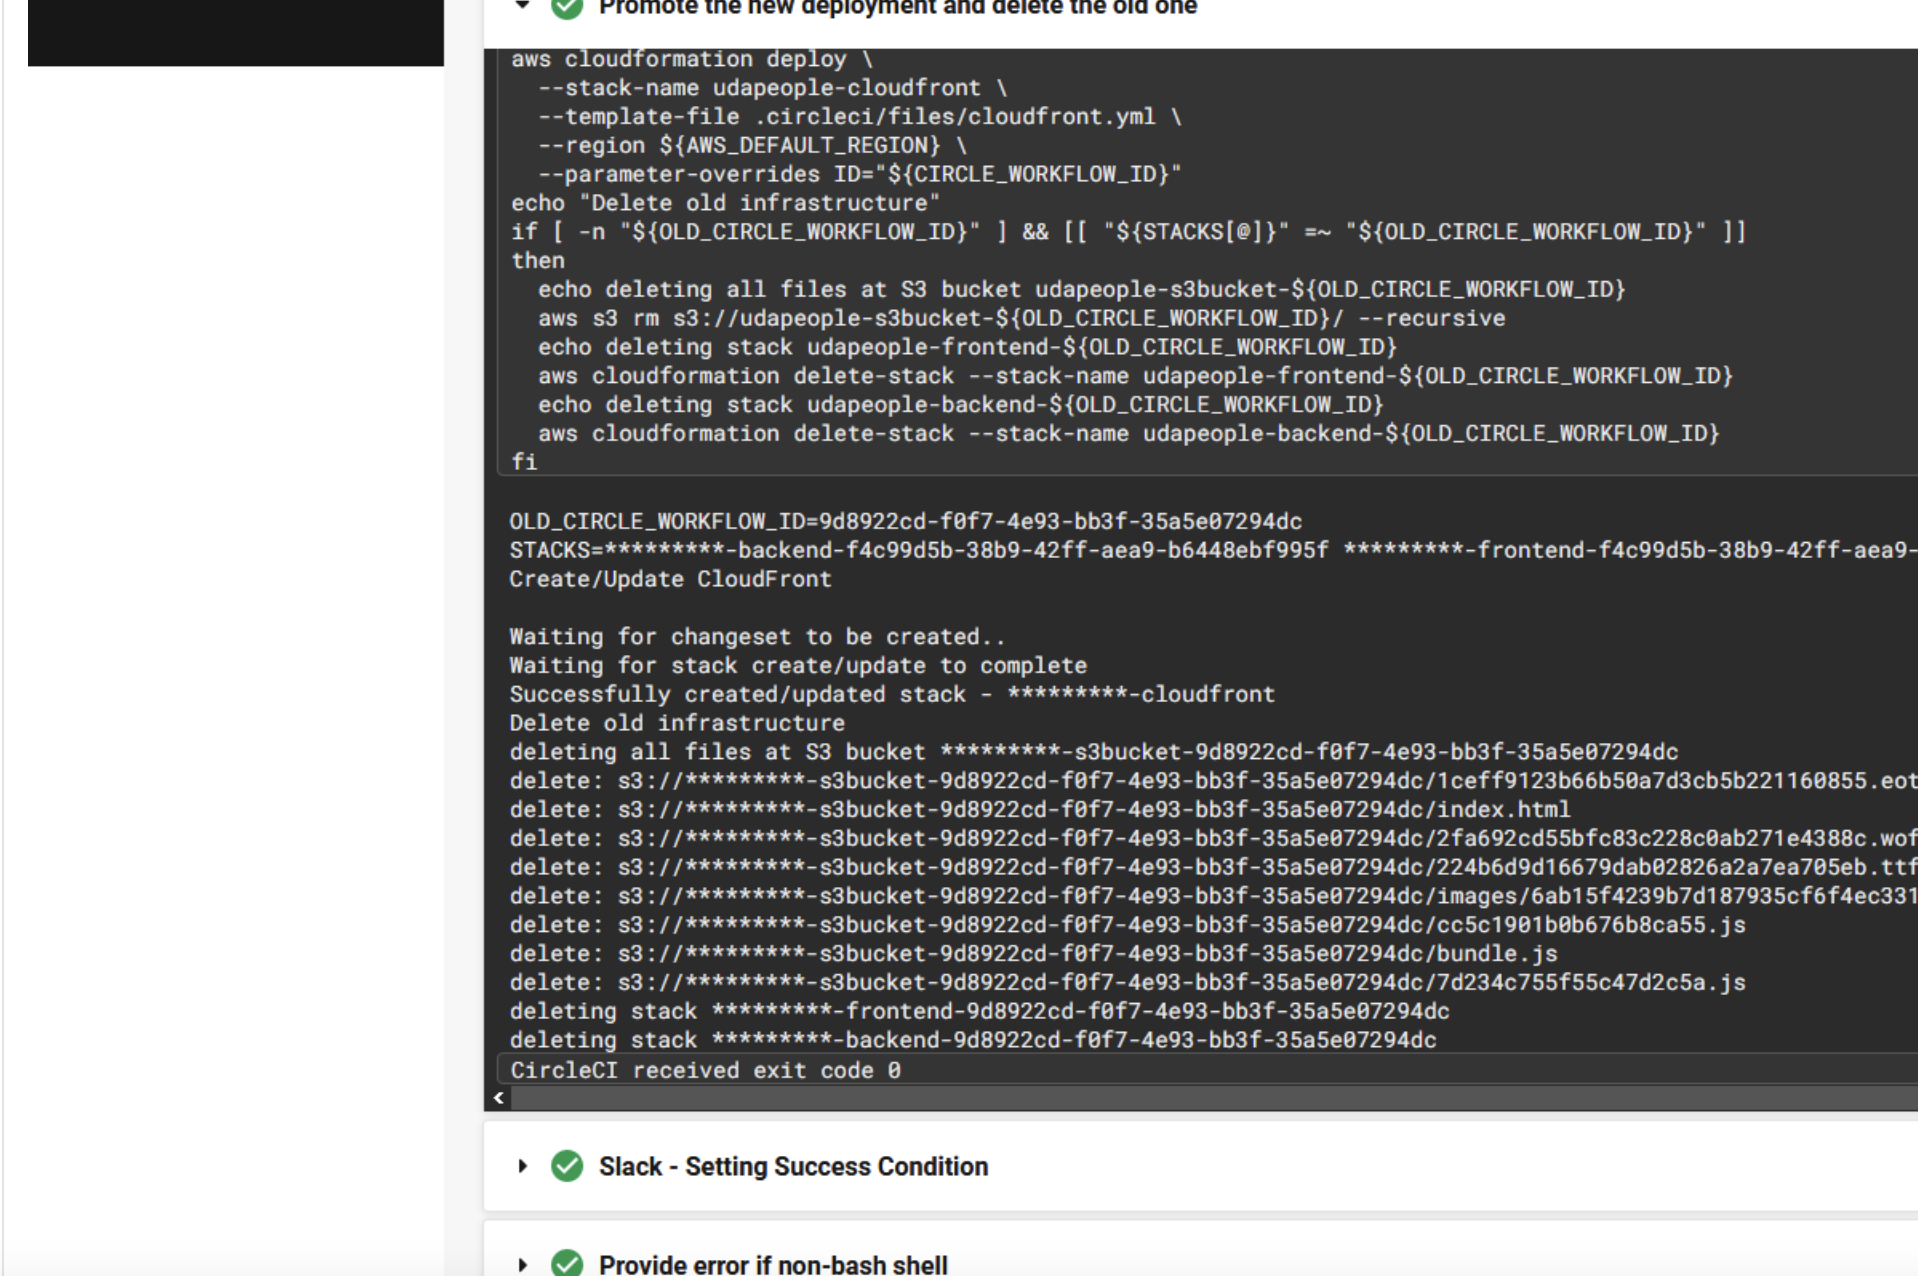 Promote the new deployment and delete the old one
aws cloudformation deploy \
  --stack-name udapeople-cloudfront \
  --template-file .circleci/files/cloudfront.yml \
  --region ${AWS_DEFAULT_REGION} \
  --parameter-overrides ID="${CIRCLE_WORKFLOW_ID}"
echo "Delete old infrastructure"
if [ -n "${OLD_CIRCLE_WORKFLOW_ID}" ] && [[ "${STACKS[@]}" =~ "${OLD_CIRCLE_WORKFLOW_ID}" ]]
then
  echo deleting all files at S3 bucket udapeople-s3bucket-${OLD_CIRCLE_WORKFLOW_ID}
  aws s3 rm s3://udapeople-s3bucket-${OLD_CIRCLE_WORKFLOW_ID}/ --recursive
  echo deleting stack udapeople-frontend-${OLD_CIRCLE_WORKFLOW_ID}
  aws cloudformation delete-stack --stack-name udapeople-frontend-${OLD_CIRCLE_WORKFLOW_ID}
  echo deleting stack udapeople-backend-${OLD_CIRCLE_WORKFLOW_ID}
  aws cloudformation delete-stack --stack-name udapeople-backend-${OLD_CIRCLE_WORKFLOW_ID}
fi
OLD_CIRCLE_WORKFLOW_ID=9d8922cd-f0f7-4e93-bb3f-35a5e07294dc
STACKS=*********-backend-f4c99d5b-38b9-42ff-aea9-b6448ebf995f *********-frontend-f4c99d5b-38b9-42ff-aea9-
Create/Update CloudFront
Waiting for changeset to be created..
Waiting for stack create/update to complete
Successfully created/updated stack - *********-cloudfront
Delete old infrastructure
deleting all files at S3 bucket *********-s3bucket-9d8922cd-f0f7-4e93-bb3f-35a5e07294dc
delete: s3://*********-s3bucket-9d8922cd-f0f7-4e93-bb3f-35a5e07294dc/1ceff9123b66b50a7d3cb5b221160855.eot
delete: s3://*********-s3bucket-9d8922cd-f0f7-4e93-bb3f-35a5e07294dc/index.html
delete: s3://*********-s3bucket-9d8922cd-f0f7-4e93-bb3f-35a5e07294dc/2fa692cd55bfc83c228c0ab271e4388c.wof
delete: s3://*********-s3bucket-9d8922cd-f0f7-4e93-bb3f-35a5e07294dc/224b6d9d16679dab02826a2a7ea705eb.ttf
delete: s3://*********-s3bucket-9d8922cd-f0f7-4e93-bb3f-35a5e07294dc/images/6ab15f4239b7d187935cf6f4ec331
delete: s3://*********-s3bucket-9d8922cd-f0f7-4e93-bb3f-35a5e07294dc/cc5c1901b0b676b8ca55.js
delete: s3://*********-s3bucket-9d8922cd-f0f7-4e93-bb3f-35a5e07294dc/bundle.js
delete: s3://*********-s3bucket-9d8922cd-f0f7-4e93-bb3f-35a5e07294dc/7d234c755f55c47d2c5a.js
deleting stack *********-frontend-9d8922cd-f0f7-4e93-bb3f-35a5e07294dc
deleting stack *********-backend-9d8922cd-f0f7-4e93-bb3f-35a5e07294dc
CircleCI received exit code 0
Slack - Setting Success Condition
Provide error if non-bash shell